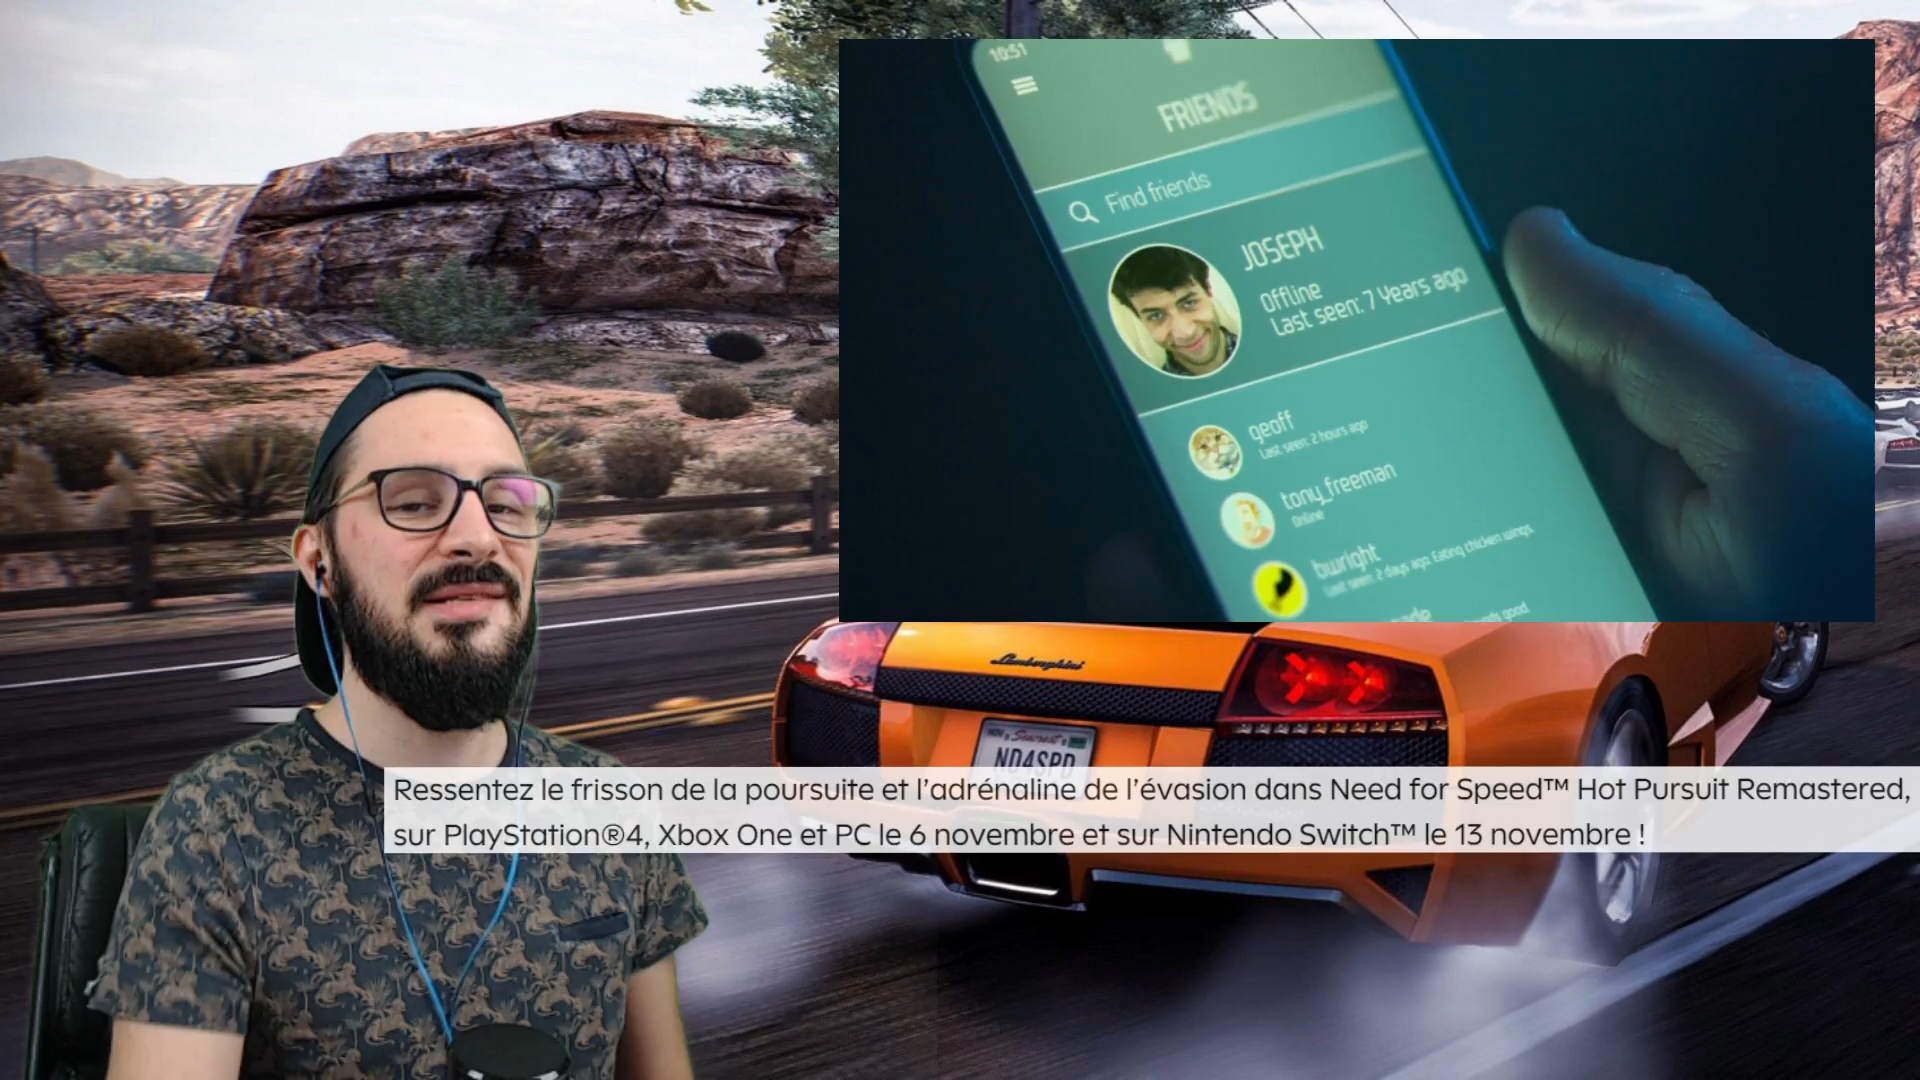 10:51
FRIENDS
Find friends
JOSEPH
Offline
Last seen: 7 Years ago
geoff
Last seen: 2 hours ago
tony_freeman
Online
bwright
Last seen: 2 days ago. Eating chicken wings.
Lamborghini
Seacrest
ND4SPD
Ressentez le frisson de la poursuite et l’adrénaline de l’évasion dans Need for Speed™ Hot Pursuit Remastered,
sur PlayStation®4, Xbox One et PC le 6 novembre et sur Nintendo Switch™ le 13 novembre !